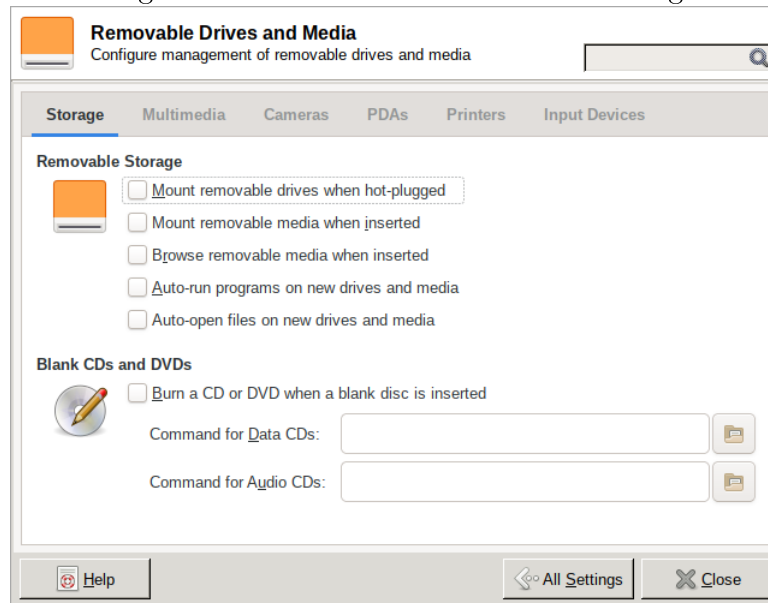 Removable Drives and Media
Configure management of removable drives and media
Storage Multimedia Cameras PDAs Printers Input Devices
Removable Storage
Mount removable drives when hot-plugged
Mount removable media when inserted
Browse removable media when inserted
Auto-run programs on new drives and media
Auto-open files on new drives and media
Blank CDs and DVDs
Burn a CD or DVD when a blank disc is inserted
Command for Data CDs:
Command for Audio CDs:
Help All Settings Close